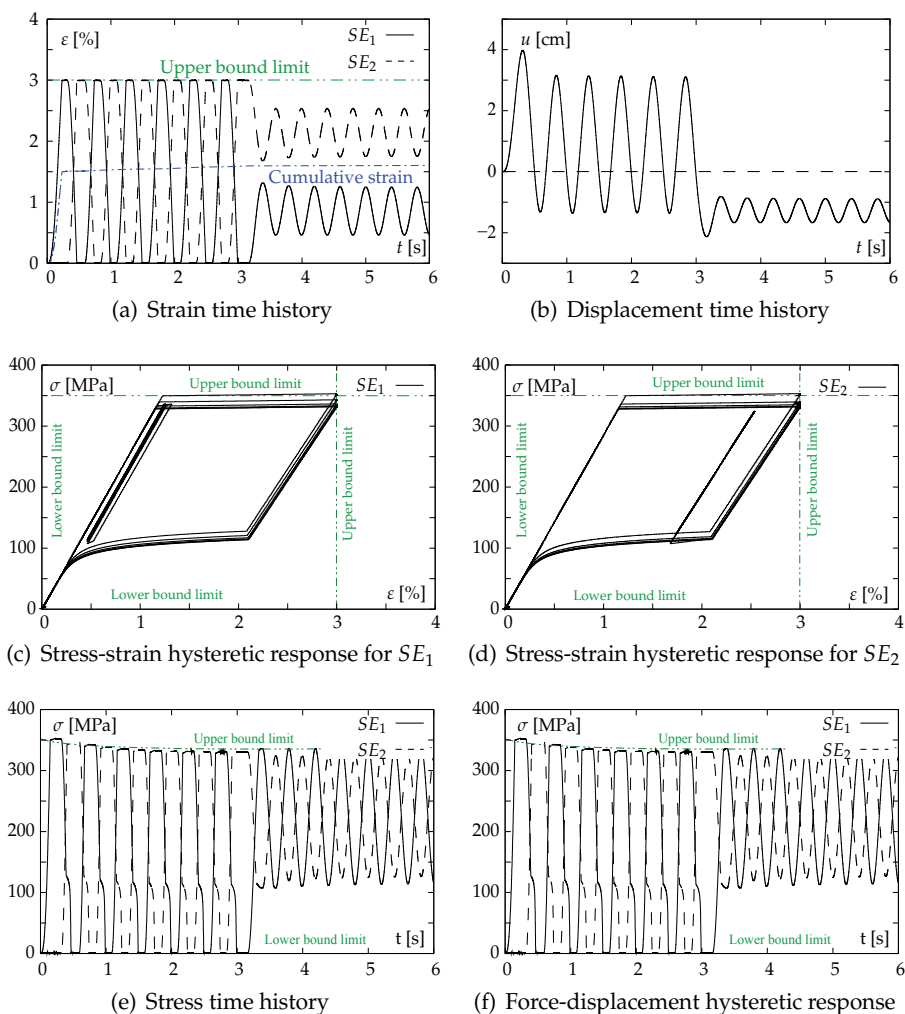 4
3
2
1
0
ε [%]
SE1
SE2
Upper bound limit
Cumulative strain
t [s]
0 1 2 3 4 5 6
(a) Strain time history
4
2
0
−2
u [cm]
t [s]
0 1 2 3 4 5 6
(b) Displacement time history
400
300
200
100
0
σ [MPa]
Upper bound limit
SE1
Lower bound limit
Upper bound limit
Lower bound limit
ε [%]
0 1 2 3 4
(c) Stress-strain hysteretic response for SE1
400
300
200
100
0
σ [MPa]
Upper bound limit
SE2
Lower bound limit
Upper bound limit
Lower bound limit
ε [%]
0 1 2 3 4
(d) Stress-strain hysteretic response for SE2
400
300
200
100
0
σ [MPa]
SE1
Upper bound limit
SE2
Lower bound limit
t [s]
0 1 2 3 4 5 6
(e) Stress time history
400
300
200
100
0
σ [MPa]
SE1
Upper bound limit
SE2
Lower bound limit
t [s]
0 1 2 3 4 5 6
(f) Force-displacement hysteretic response